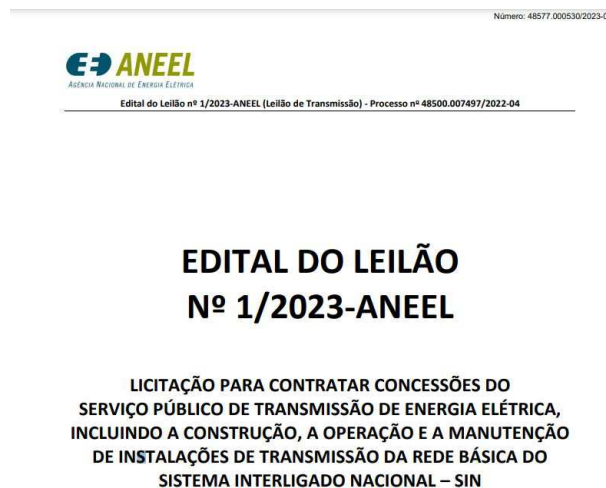 Número: 48577.000530/2023-0
ANEEL
AGÊNCIA NACIONAL DE ENERGIA ELÉTRICA
Edital do Leilão nº 1/2023-ANEEL (Leilão de Transmissão) - Processo nº 48500.007497/2022-04
EDITAL DO LEILÃO
Nº 1/2023-ANEEL
LICITAÇÃO PARA CONTRATAR CONCESSÕES DO
SERVIÇO PÚBLICO DE TRANSMISSÃO DE ENERGIA ELÉTRICA,
INCLUINDO A CONSTRUÇÃO, A OPERAÇÃO E A MANUTENÇÃO
DE INSTALAÇÕES DE TRANSMISSÃO DA REDE BÁSICA DO
SISTEMA INTERLIGADO NACIONAL – SIN